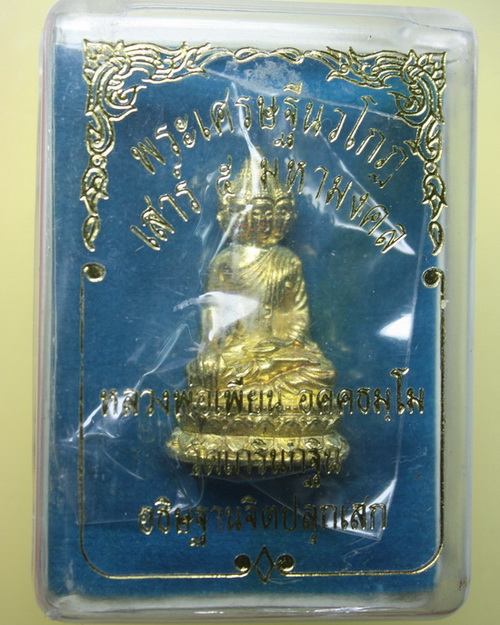 พระเศรษฐีนวโกฏิ
เสาร์ ๕ มหามงคล
หลวงพ่อเพี้ยน อคฺคธมฺโม
วัดเกริ่นกฐิน
อธิษฐานจิตปลุกเสก